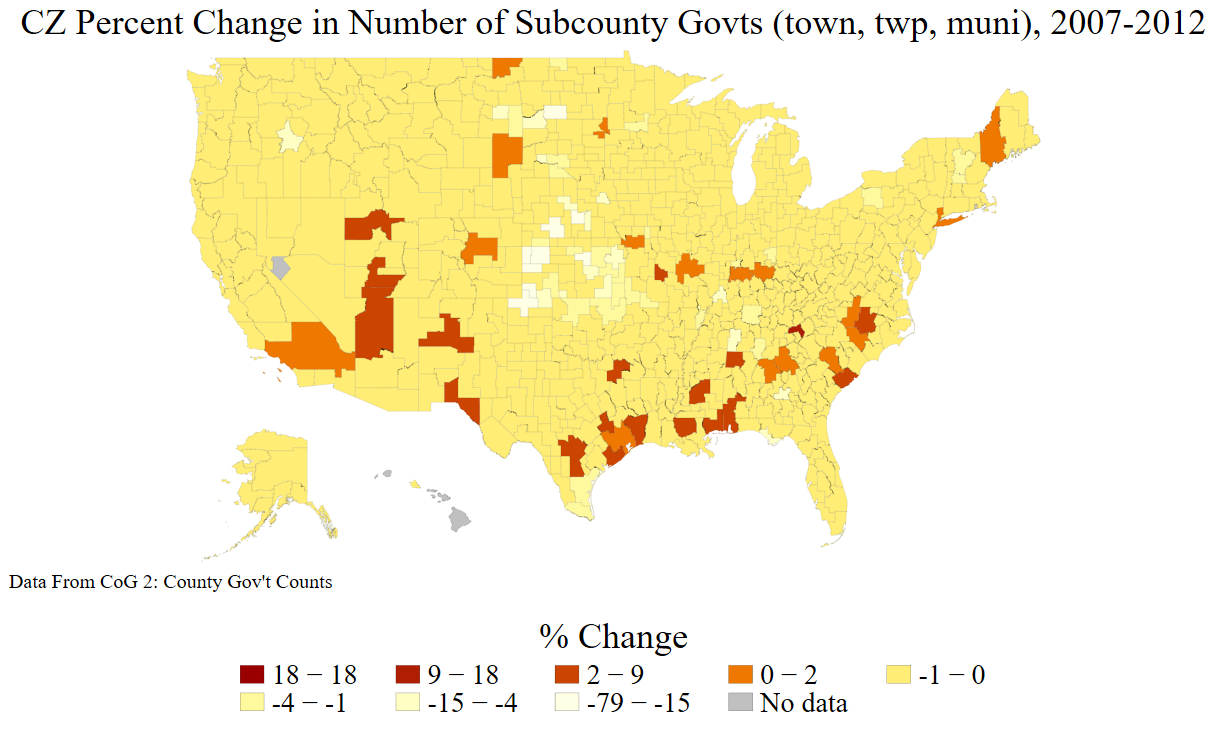 CZ Percent Change in Number of Subcounty Govts (town, twp, muni), 2007-2012
Data From CoG 2: County Gov't Counts
% Change
18 − 18 9 − 18 2 − 9 0 − 2 -1 − 0
-4 − -1 -15 − -4 -79 − -15 No data